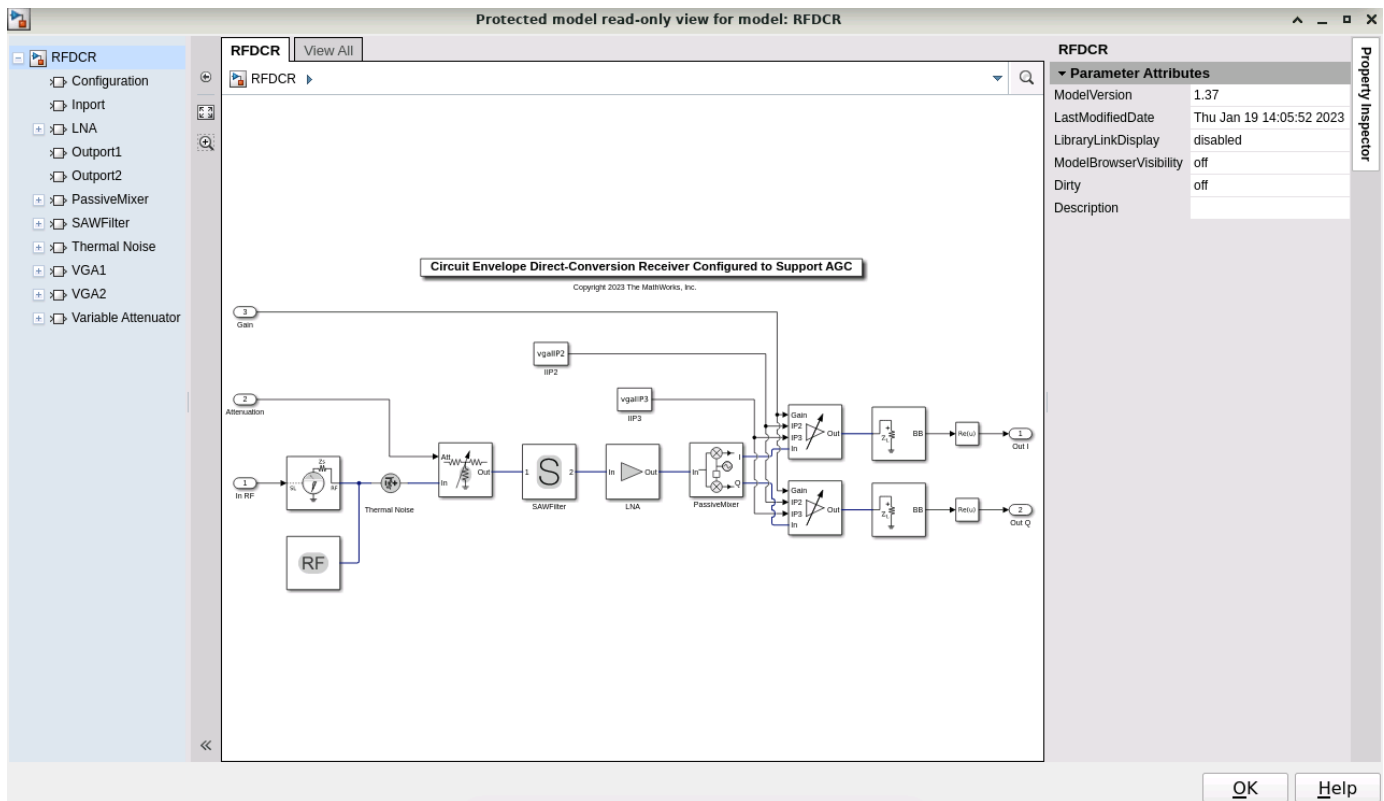 Protected model read-only view for model: RFDCR
RFDCR
Configuration
Inport
LNA
Outport1
Outport2
PassiveMixer
SAWFilter
Thermal Noise
VGA1
VGA2
Variable Attenuator
RFDCR View All
RFDCR
Circuit Envelope Direct-Conversion Receiver Configured to Support AGC
Copyright 2023 The MathWorks, Inc.
3
Gain
vgaIIP2
IIP2
2
Attenuation
vgaIIP3
IIP3
1
In RF
SL
Zs
RF
Thermal Noise
RF
Att
In
Out
1 S 2
SAWFilter
In Out
LNA
In
I
Q
PassiveMixer
Gain
IP2
IP3
In
Out
ZL
BB
Re(u)
1
Out I
Gain
IP2
IP3
In
Out
ZL
BB
Re(u)
2
Out Q
RFDCR
Parameter Attributes
ModelVersion 1.37
LastModifiedDate Thu Jan 19 14:05:52 2023
LibraryLinkDisplay disabled
ModelBrowserVisibility off
Dirty off
Description
Property Inspector
OK Help